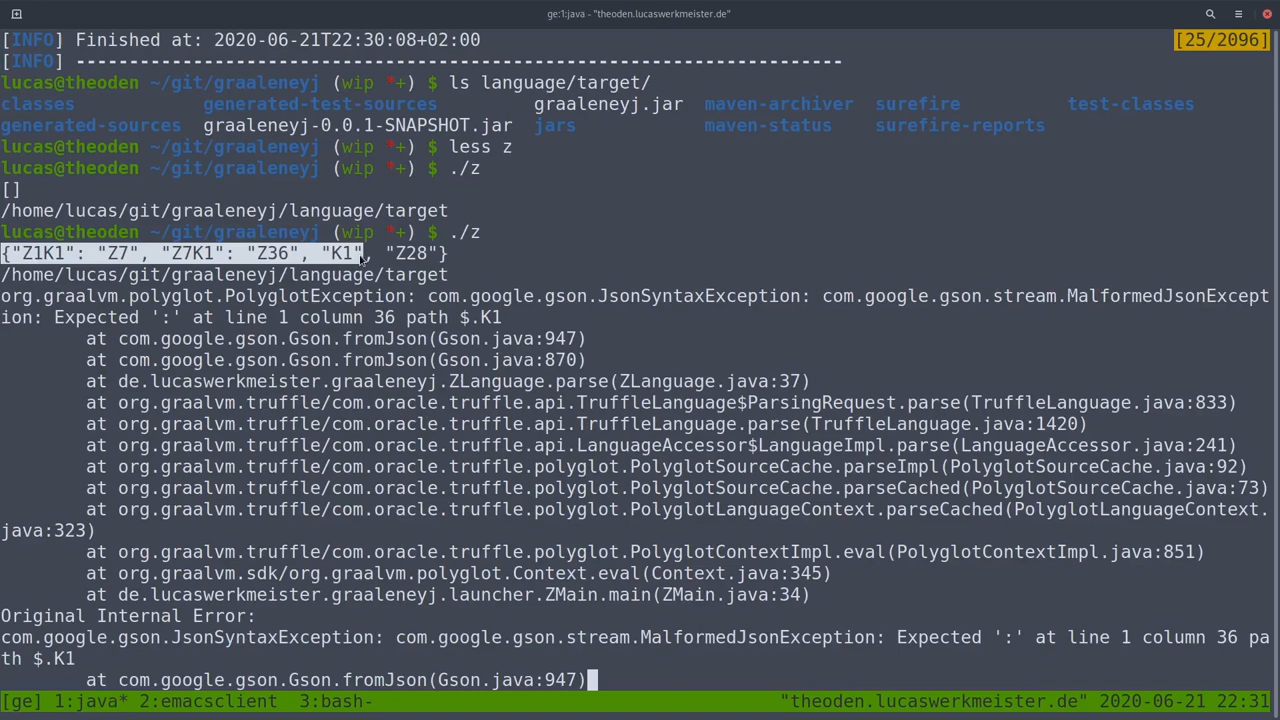 ge:1:java - "theoden.lucaswerkmeister.de"
[INFO] Finished at: 2020-06-21T22:30:08+02:00 [25/2096]
[INFO] ------------------------------------------------------------------------
lucas@theoden ~/git/graaleneyj (wip *+) $ ls language/target/
classes generated-test-sources graaleneyj.jar maven-archiver surefire test-classes
generated-sources graaleneyj-0.0.1-SNAPSHOT.jar jars maven-status surefire-reports
lucas@theoden ~/git/graaleneyj (wip *+) $ less z
lucas@theoden ~/git/graaleneyj (wip *+) $ ./z
[]
/home/lucas/git/graaleneyj/language/target
lucas@theoden ~/git/graaleneyj (wip *+) $ ./z
{"Z1K1": "Z7", "Z7K1": "Z36", "K1", "Z28"}
/home/lucas/git/graaleneyj/language/target
org.graalvm.polyglot.PolyglotException: com.google.gson.JsonSyntaxException: com.google.gson.stream.MalformedJsonExcept
ion: Expected ':' at line 1 column 36 path $.K1
at com.google.gson.Gson.fromJson(Gson.java:947)
at com.google.gson.Gson.fromJson(Gson.java:870)
at de.lucaswerkmeister.graaleneyj.ZLanguage.parse(ZLanguage.java:37)
at org.graalvm.truffle/com.oracle.truffle.api.TruffleLanguage$ParsingRequest.parse(TruffleLanguage.java:833)
at org.graalvm.truffle/com.oracle.truffle.api.TruffleLanguage.parse(TruffleLanguage.java:1420)
at org.graalvm.truffle/com.oracle.truffle.api.LanguageAccessor$LanguageImpl.parse(LanguageAccessor.java:241)
at org.graalvm.truffle/com.oracle.truffle.polyglot.PolyglotSourceCache.parseImpl(PolyglotSourceCache.java:92)
at org.graalvm.truffle/com.oracle.truffle.polyglot.PolyglotSourceCache.parseCached(PolyglotSourceCache.java:73)
at org.graalvm.truffle/com.oracle.truffle.polyglot.PolyglotLanguageContext.parseCached(PolyglotLanguageContext.
java:323)
at org.graalvm.truffle/com.oracle.truffle.polyglot.PolyglotContextImpl.eval(PolyglotContextImpl.java:851)
at org.graalvm.sdk/org.graalvm.polyglot.Context.eval(Context.java:345)
at de.lucaswerkmeister.graaleneyj.launcher.ZMain.main(ZMain.java:34)
Original Internal Error:
com.google.gson.JsonSyntaxException: com.google.gson.stream.MalformedJsonException: Expected ':' at line 1 column 36 pa
th $.K1
at com.google.gson.Gson.fromJson(Gson.java:947)
[ge] 1:java* 2:emacsclient 3:bash- "theoden.lucaswerkmeister.de" 2020-06-21 22:31